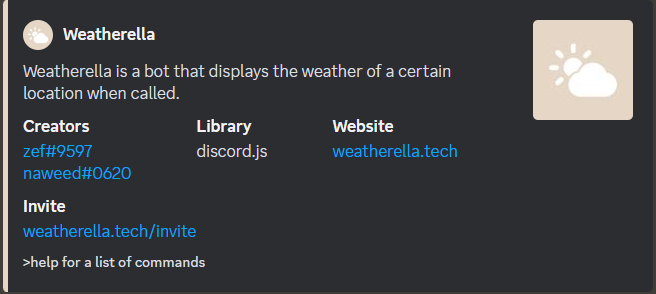 Weatherella
Weatherella is a bot that displays the weather of a certain
location when called.
Creators Library Website
zef#9597 discord.js weatherella.tech
naweed#0620
Invite
weatherella.tech/invite
>help for a list of commands